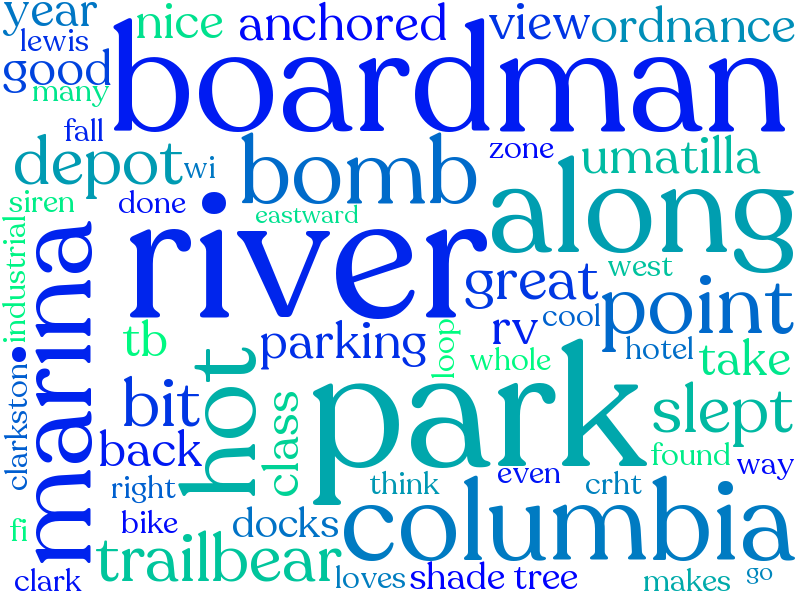 year
nice
anchored
view
ordnance
lewis
good
boardman
many
fall
depot
wi
bomb
zone
umatilla
siren
done
eastward
along
industrial
marina
river
great
west
point
tb
parking
loop
rv
cool
hotel
whole
take
clarkston
bit
hot
class
park
slept
back
found
way
right
think
even
crht
fi
bike
docks
columbia
trailbear
clark
loves
shade tree
makes
go